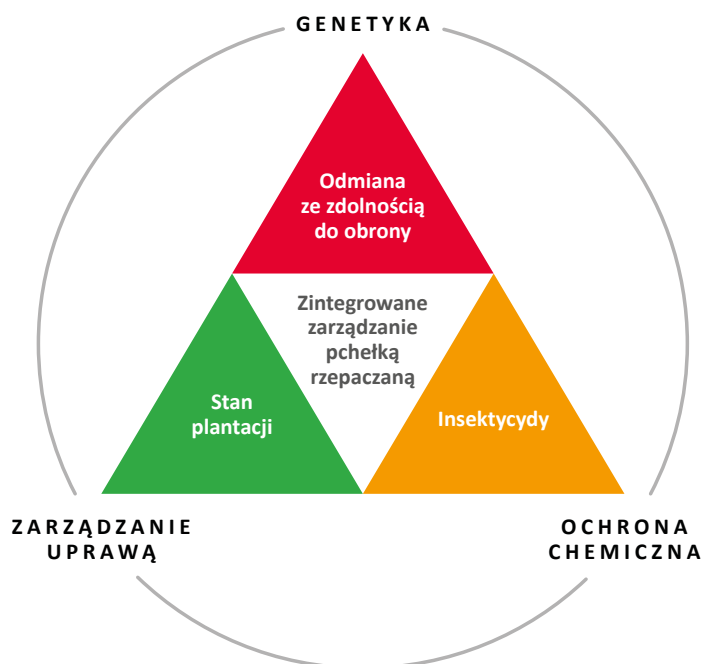 GENETYKA
Odmiana
ze zdolnością
do obrony
Zintegrowane
zarządzanie
pchełką
rzepaczaną
Stan
plantacji
Insektycydy
ZARZĄDZANIE
UPRAWĄ
OCHRONA
CHEMICZNA